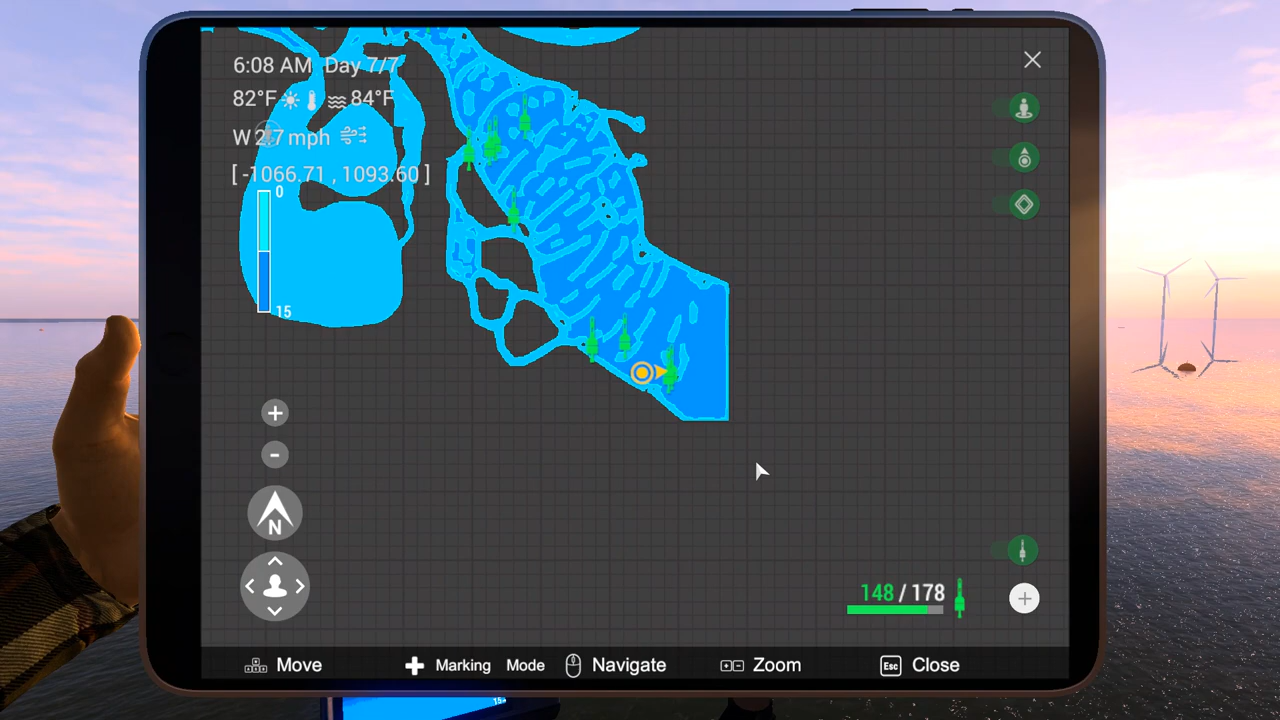 6:08 AM Day 7/7
82°F 84°F
W 2.7 mph
[ -1066.71 , 1093.60 ]
0
15
+
-
N
148 / 178
+
Move
Marking Mode
Navigate
+ - Zoom
Esc Close
15